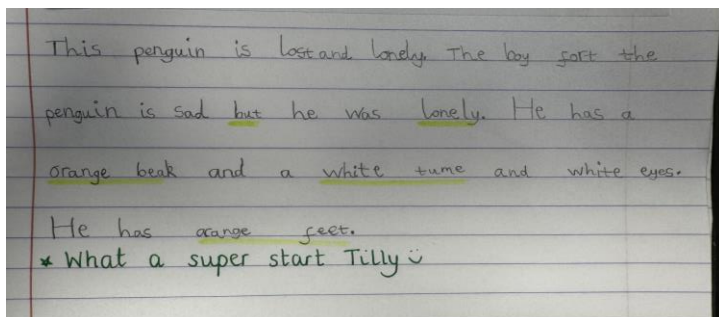 This penguin is lost and lonely. The boy fort the
penguin is sad but he was lonely. He has a
orange beak and a white tume and white eyes.
He has orange feet.
* What a super start Tilly ☺